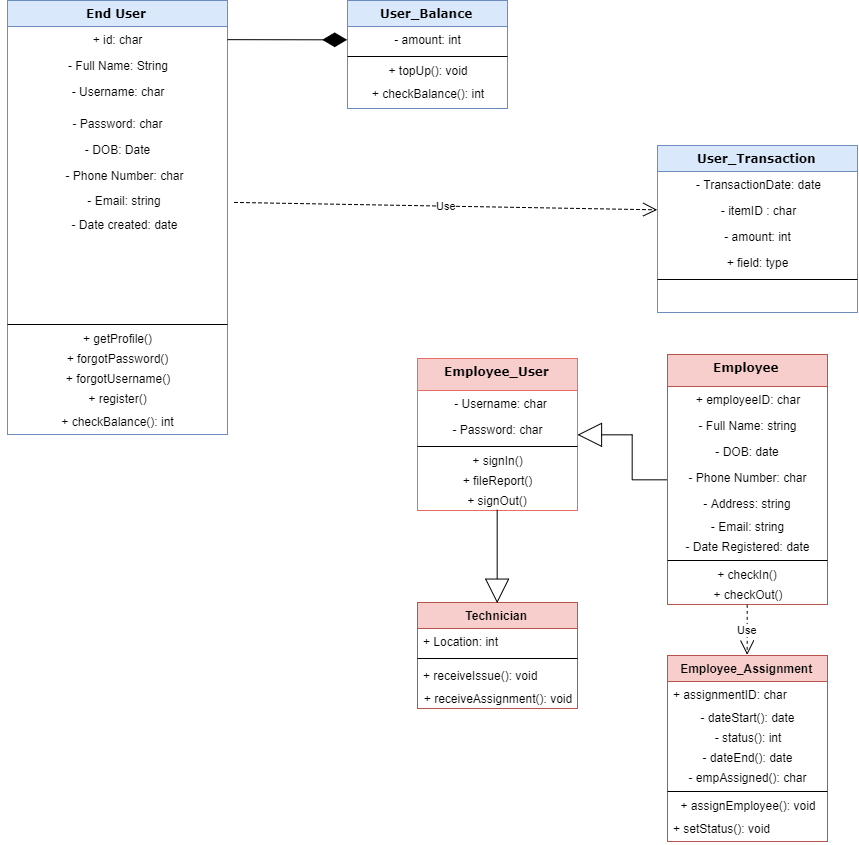 End User
+ id: char
- Full Name: String
- Username: char
- Password: char
- DOB: Date
- Phone Number: char
- Email: string
- Date created: date
+ getProfile()
+ forgotPassword()
+ forgotUsername()
+ register()
+ checkBalance(): int
User_Balance
- amount: int
+ topUp(): void
+ checkBalance(): int
Use
User_Transaction
- TransactionDate: date
- itemID : char
- amount: int
+ field: type
Employee_User
- Username: char
- Password: char
+ signIn()
+ fileReport()
+ signOut()
Employee
+ employeeID: char
- Full Name: string
- DOB: date
- Phone Number: char
- Address: string
- Email: string
- Date Registered: date
+ checkIn()
+ checkOut()
Technician
+ Location: int
+ receiveIssue(): void
+ receiveAssignment(): void
Use
Employee_Assignment
+ assignmentID: char
- dateStart(): date
- status(): int
- dateEnd(): date
- empAssigned(): char
+ assignEmployee(): void
+ setStatus(): void